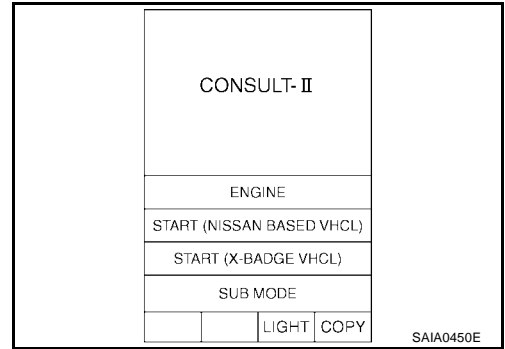 CONSULT-II
ENGINE
START (NISSAN BASED VHCL)
START (X-BADGE VHCL)
SUB MODE
LIGHT COPY
SAIA0450E